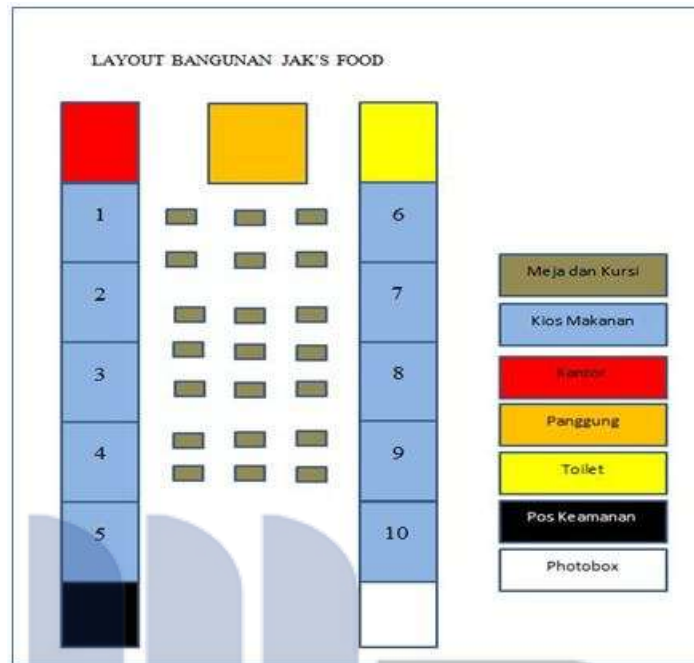 LAYOUT BANGUNAN JAK'S FOOD
1
2
3
4
5
6
7
8
9
10
Meja dan Kursi
Kios Makanan
Kantor
Panggung
Toilet
Pos Keamanan
Photobox